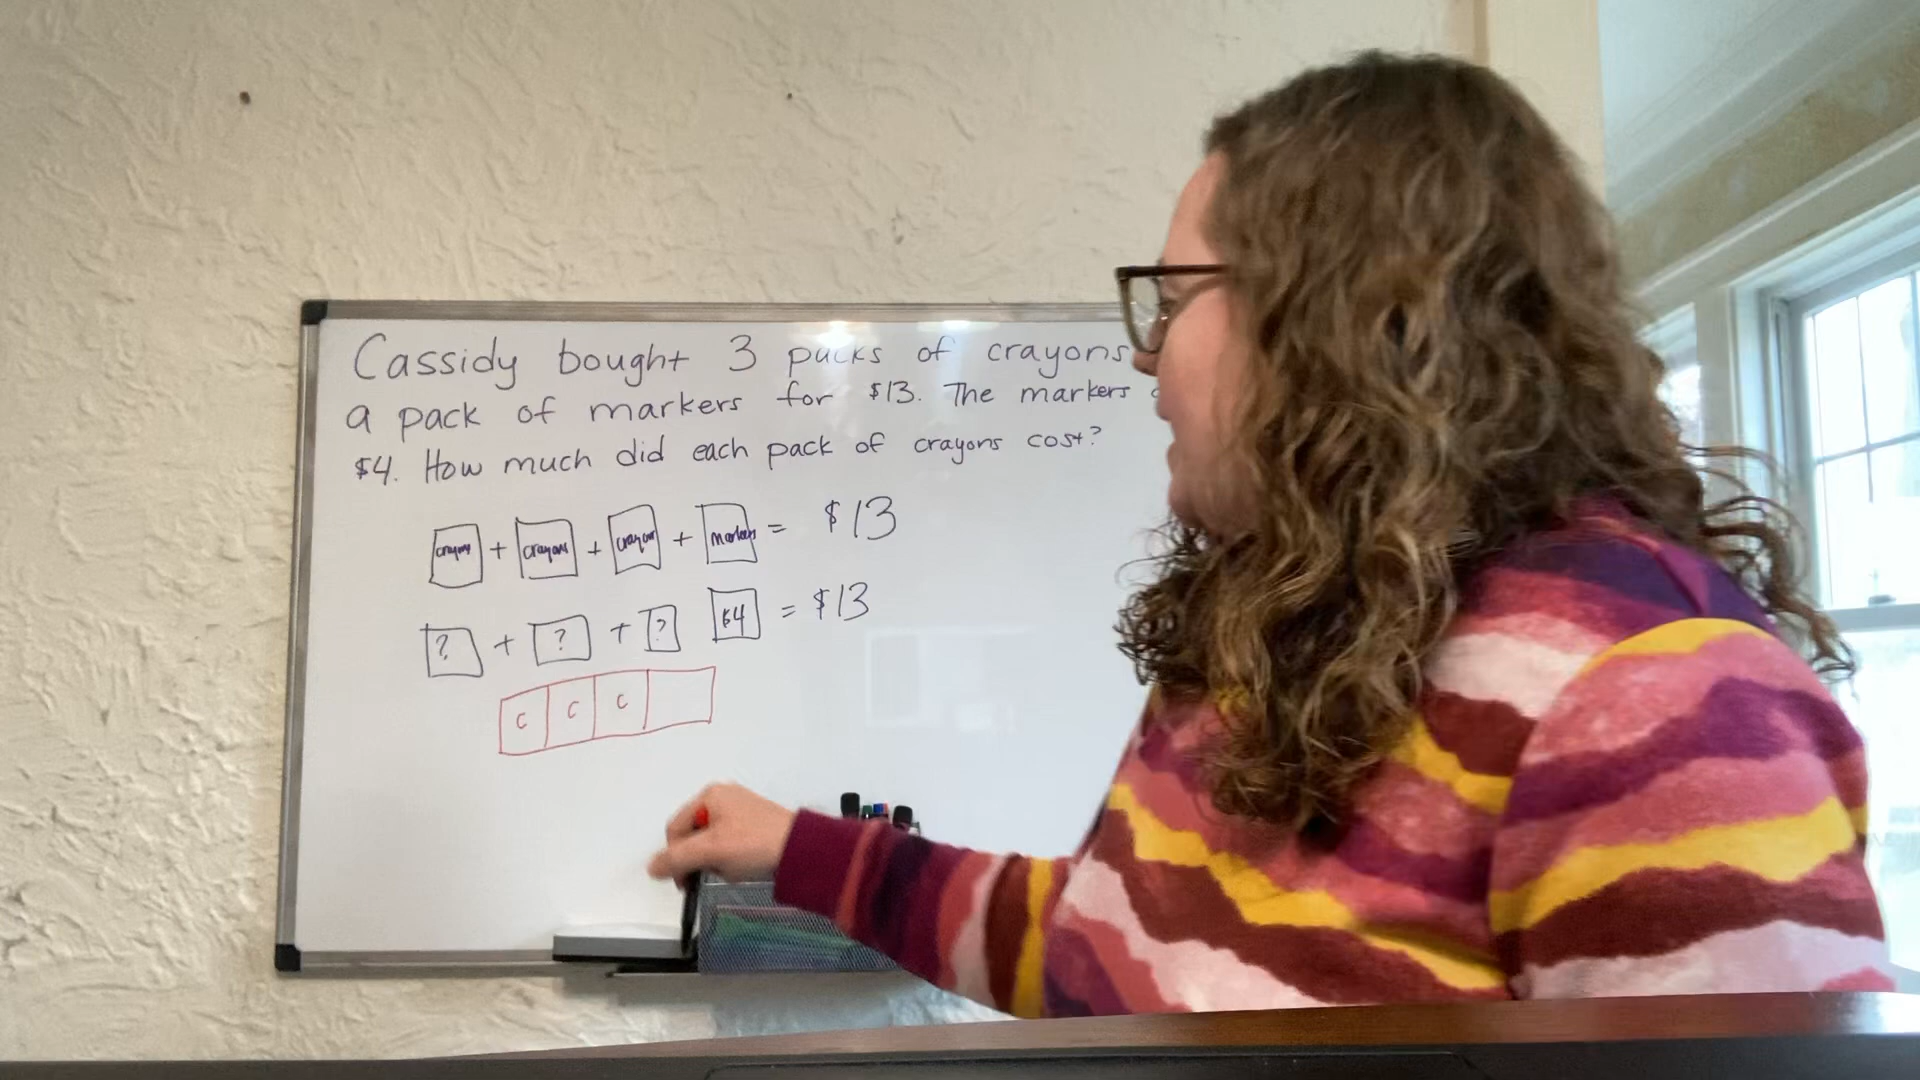 Cassidy bought 3 packs of crayons
a pack of markers for $13. The markers
$4. How much did each pack of crayons cost?
crayons + crayons + crayons + markers = $13
? + ? + ? $4 = $13
c c c